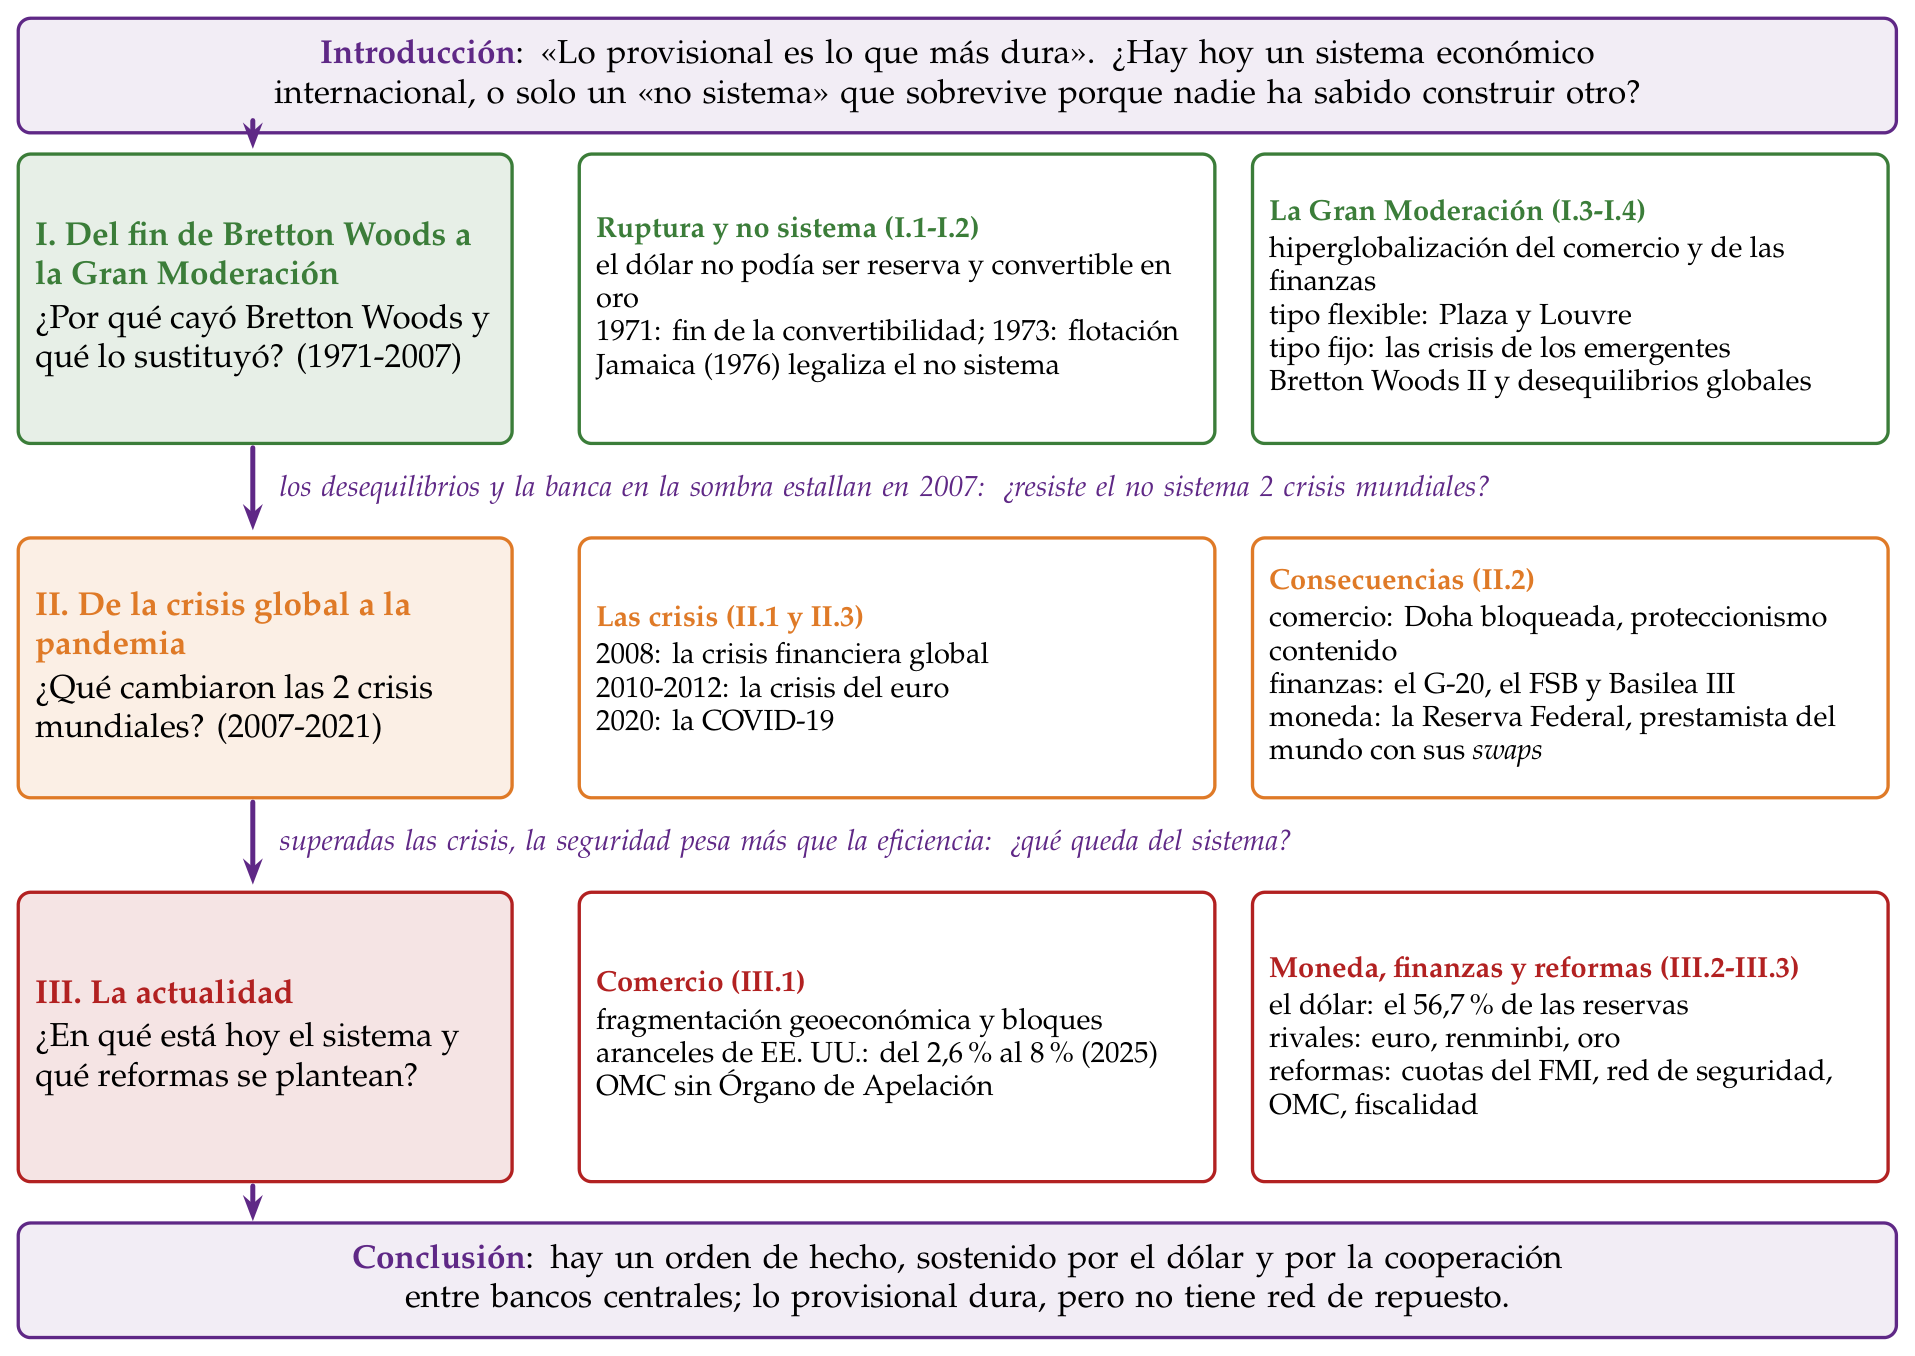 Introducción: «Lo provisional es lo que más dura». ¿Hay hoy un sistema económico
internacional, o solo un «no sistema» que sobrevive porque nadie ha sabido construir otro?
I. Del fin de Bretton Woods a
la Gran Moderación
¿Por qué cayó Bretton Woods y
qué lo sustituyó? (1971-2007)
Ruptura y no sistema (I.1-I.2)
el dólar no podía ser reserva y convertible en
oro
1971: fin de la convertibilidad; 1973: flotación
Jamaica (1976) legaliza el no sistema
La Gran Moderación (I.3-I.4)
hiperglobalización del comercio y de las
finanzas
tipo flexible: Plaza y Louvre
tipo fijo: las crisis de los emergentes
Bretton Woods II y desequilibrios globales
los desequilibrios y la banca en la sombra estallan en 2007: ¿resiste el no sistema 2 crisis mundiales?
II. De la crisis global a la
pandemia
¿Qué cambiaron las 2 crisis
mundiales? (2007-2021)
Las crisis (II.1 y II.3)
2008: la crisis financiera global
2010-2012: la crisis del euro
2020: la COVID-19
Consecuencias (II.2)
comercio: Doha bloqueada, proteccionismo
contenido
finanzas: el G-20, el FSB y Basilea III
moneda: la Reserva Federal, prestamista del
mundo con sus swaps
superadas las crisis, la seguridad pesa más que la eficiencia: ¿qué queda del sistema?
III. La actualidad
¿En qué está hoy el sistema y
qué reformas se plantean?
Comercio (III.1)
fragmentación geoeconómica y bloques
aranceles de EE. UU.: del 2,6 % al 8 % (2025)
OMC sin Órgano de Apelación
Moneda, finanzas y reformas (III.2-III.3)
el dólar: el 56,7 % de las reservas
rivales: euro, renminbi, oro
reformas: cuotas del FMI, red de seguridad,
OMC, fiscalidad
Conclusión: hay un orden de hecho, sostenido por el dólar y por la cooperación
entre bancos centrales; lo provisional dura, pero no tiene red de repuesto.